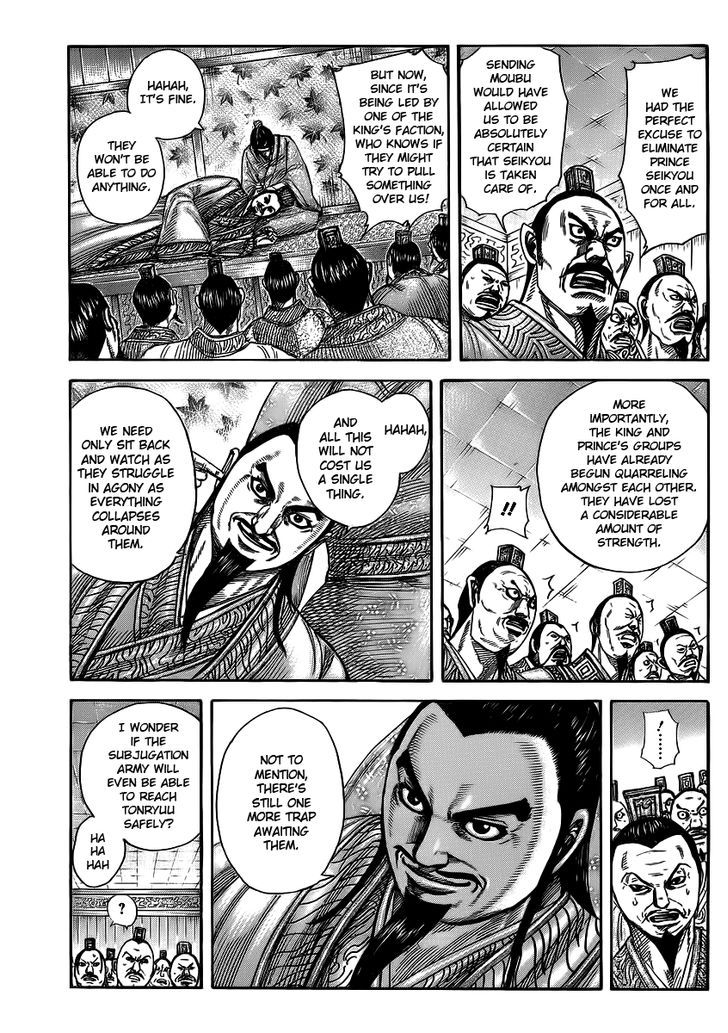 WE
HAD THE
PERFECT
EXCUSE TO
ELIMINATE
PRINCE
SEIKYOU
ONCE AND
FOR ALL.
SENDING
MOUBU
WOULD HAVE
ALLOWED
US TO BE
ABSOLUTELY
CERTAIN
THAT SEIKYOU
IS TAKEN
CARE OF.
BUT NOW,
SINCE IT'S
BEING LED BY
ONE OF THE
KING'S FACTION,
WHO KNOWS IF
THEY MIGHT
TRY TO PULL
SOMETHING
OVER US!
HAHAH,
IT'S FINE.
THEY
WON'T BE
ABLE TO DO
ANYTHING.
MORE
IMPORTANTLY,
THE KING AND
PRINCE'S GROUPS
HAVE ALREADY
BEGUN QUARRELING
AMONGST EACH OTHER.
THEY HAVE LOST
A CONSIDERABLE
AMOUNT OF
STRENGTH.
!!
HAHAH,
AND
ALL THIS
WILL NOT
COST US
A SINGLE
THING.
WE NEED
ONLY SIT BACK
AND WATCH AS
THEY STRUGGLE
IN AGONY AS
EVERYTHING
COLLAPSES
AROUND
THEM.
........
NOT TO
MENTION,
THERE'S
STILL ONE
MORE TRAP
AWAITING
THEM.
I WONDER
IF THE
SUBJUGATION
ARMY WILL
EVEN BE ABLE
TO REACH
TONRYUU
SAFELY?
HA
HA
HAH
?